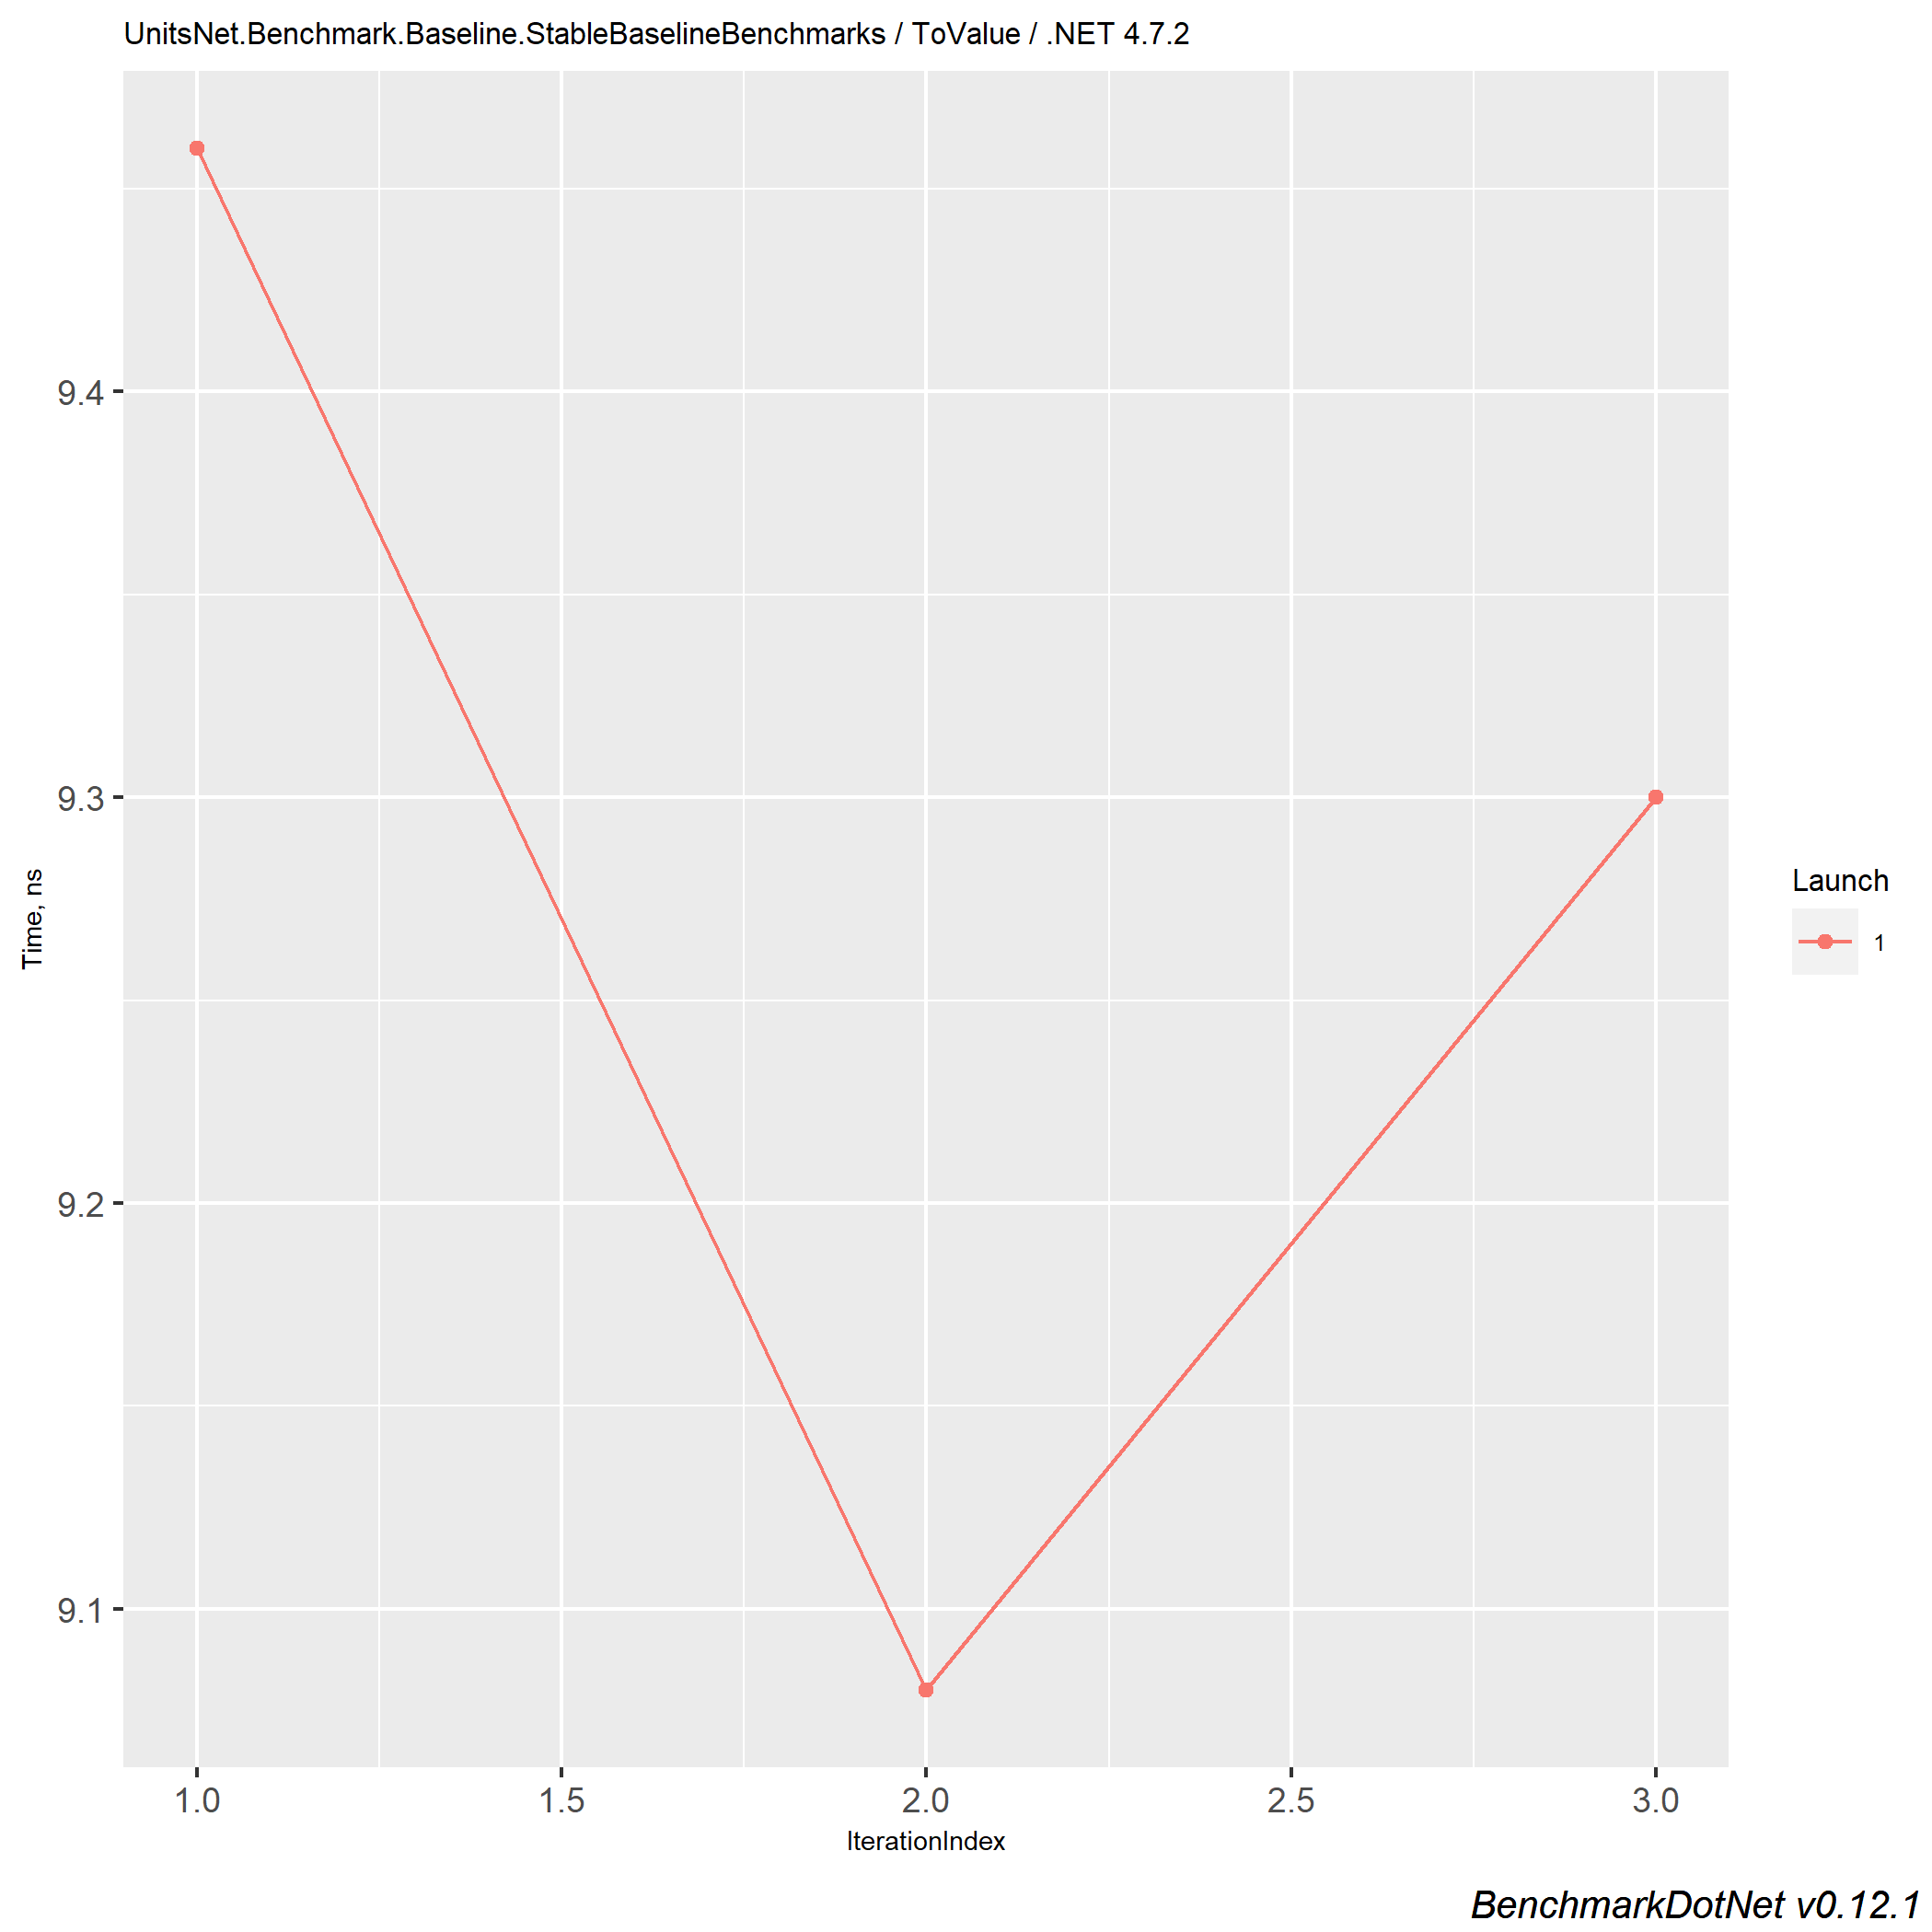 UnitsNet.Benchmark.Baseline.StableBaselineBenchmarks / ToValue / .NET 4.7.2
9.4
9.3
9.2
9.1
Time, ns
1.0 1.5 2.0 2.5 3.0
IterationIndex
Launch
1
BenchmarkDotNet v0.12.1